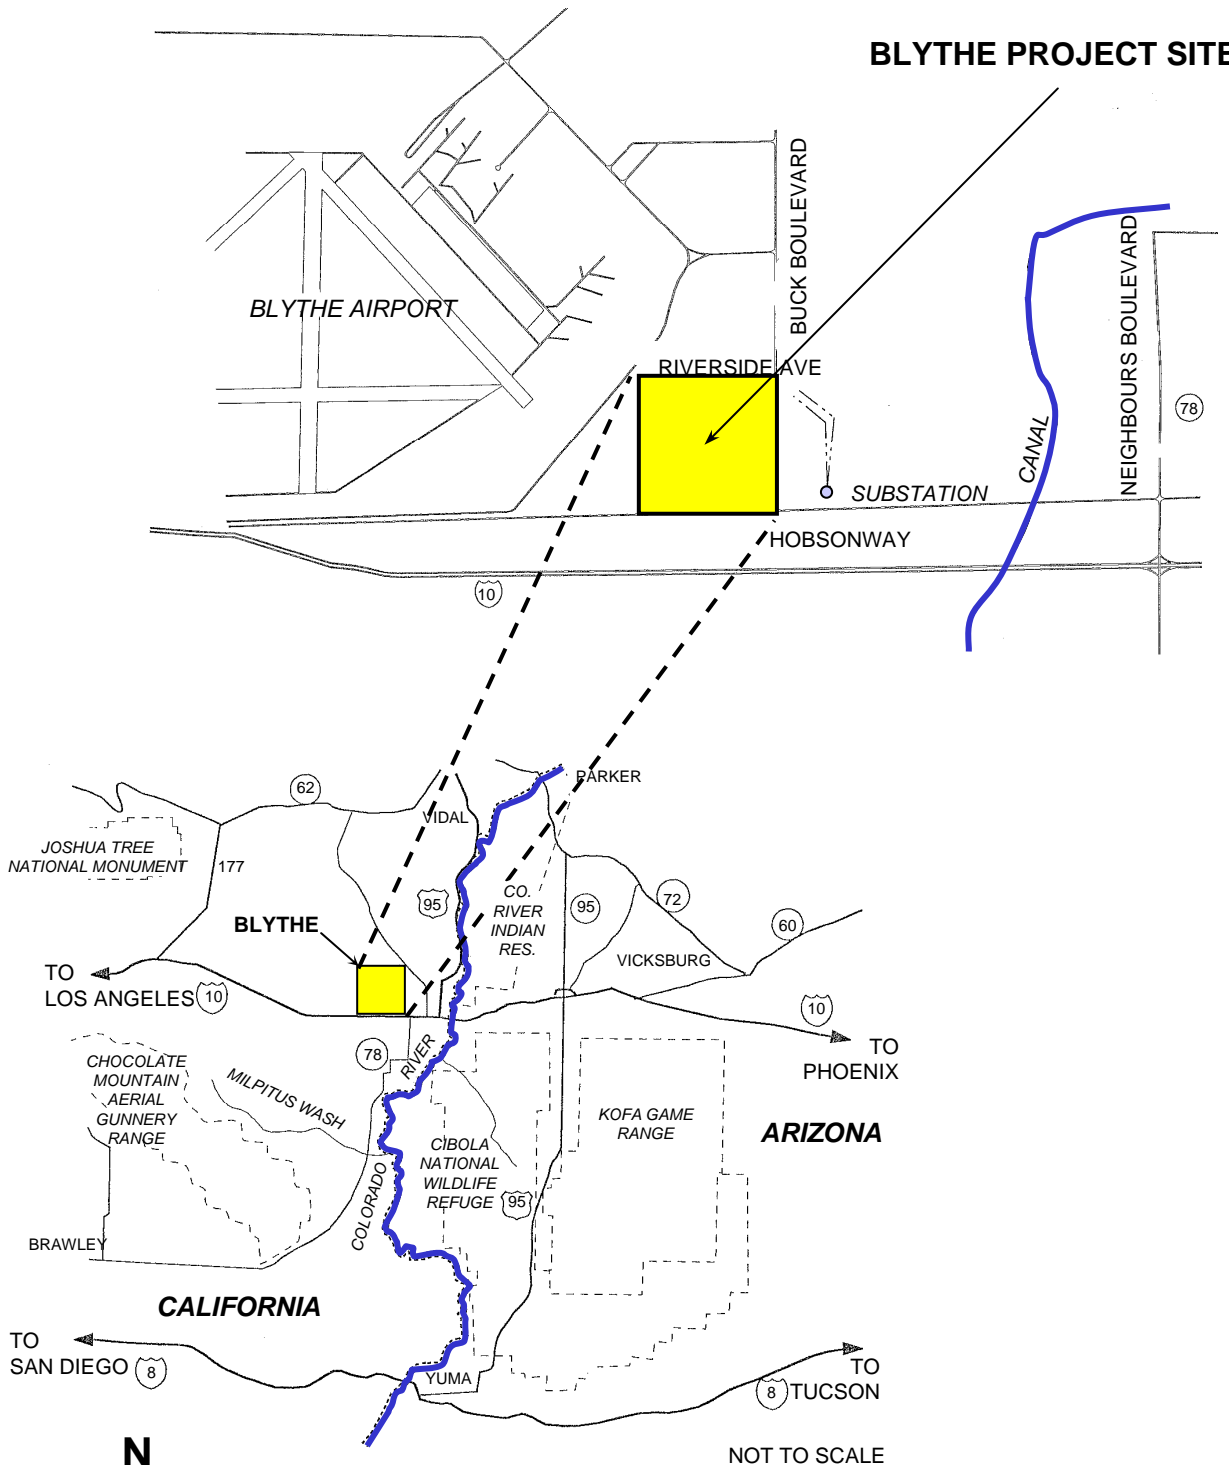 BLYTHE PROJECT SITE
BUCK BOULEVARD
NEIGHBOURS BOULEVARD
BLYTHE AIRPORT
RIVERSIDE AVE
78
CANAL
SUBSTATION
HOBSONWAY
10
PARKER
62
VIDAL
JOSHUA TREE
NATIONAL MONUMENT
177
95
CO.
RIVER
INDIAN
RES.
95
72
60
BLYTHE
VICKSBURG
TO
LOS ANGELES
10
10
TO
PHOENIX
78
RIVER
CHOCOLATE
MOUNTAIN
AERIAL
GUNNERY
RANGE
MILPITUS WASH
KOFA GAME
RANGE
ARIZONA
CIBOLA
NATIONAL
WILDLIFE
REFUGE
95
COLORADO
BRAWLEY
CALIFORNIA
TO
SAN DIEGO
8
YUMA
TO
TUCSON
8
N
NOT TO SCALE